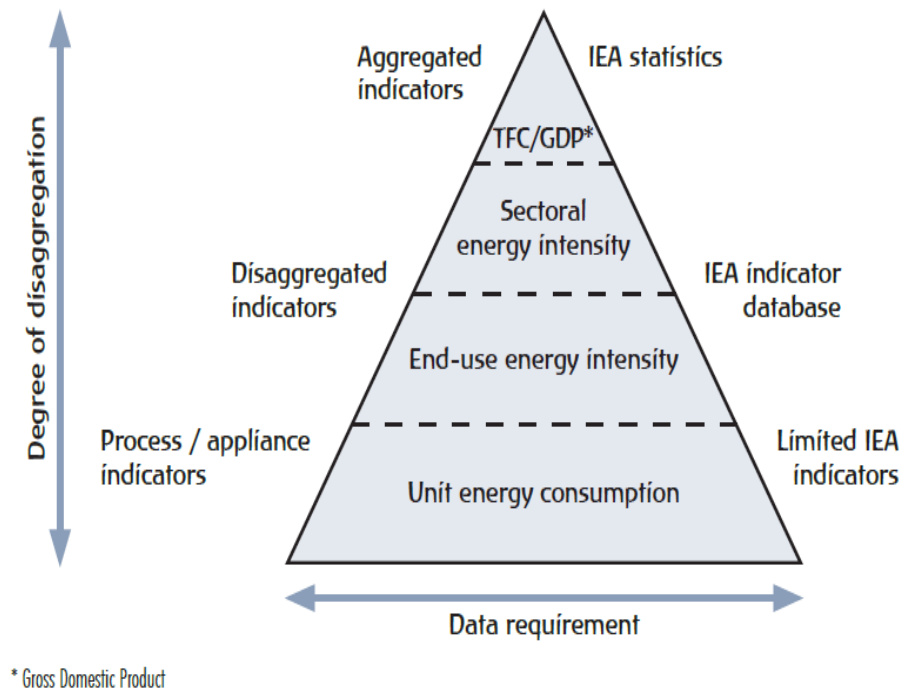 Aggregated
indicators
IEA statistics
TFC/GDP*
Sectoral
energy intensity
Degree of disaggregation
Disaggregated
indicators
IEA indicator
database
End-use energy intensity
Process / appliance
indicators
Limited IEA
indicators
Unit energy consumption
Data requirement
* Gross Domestic Product